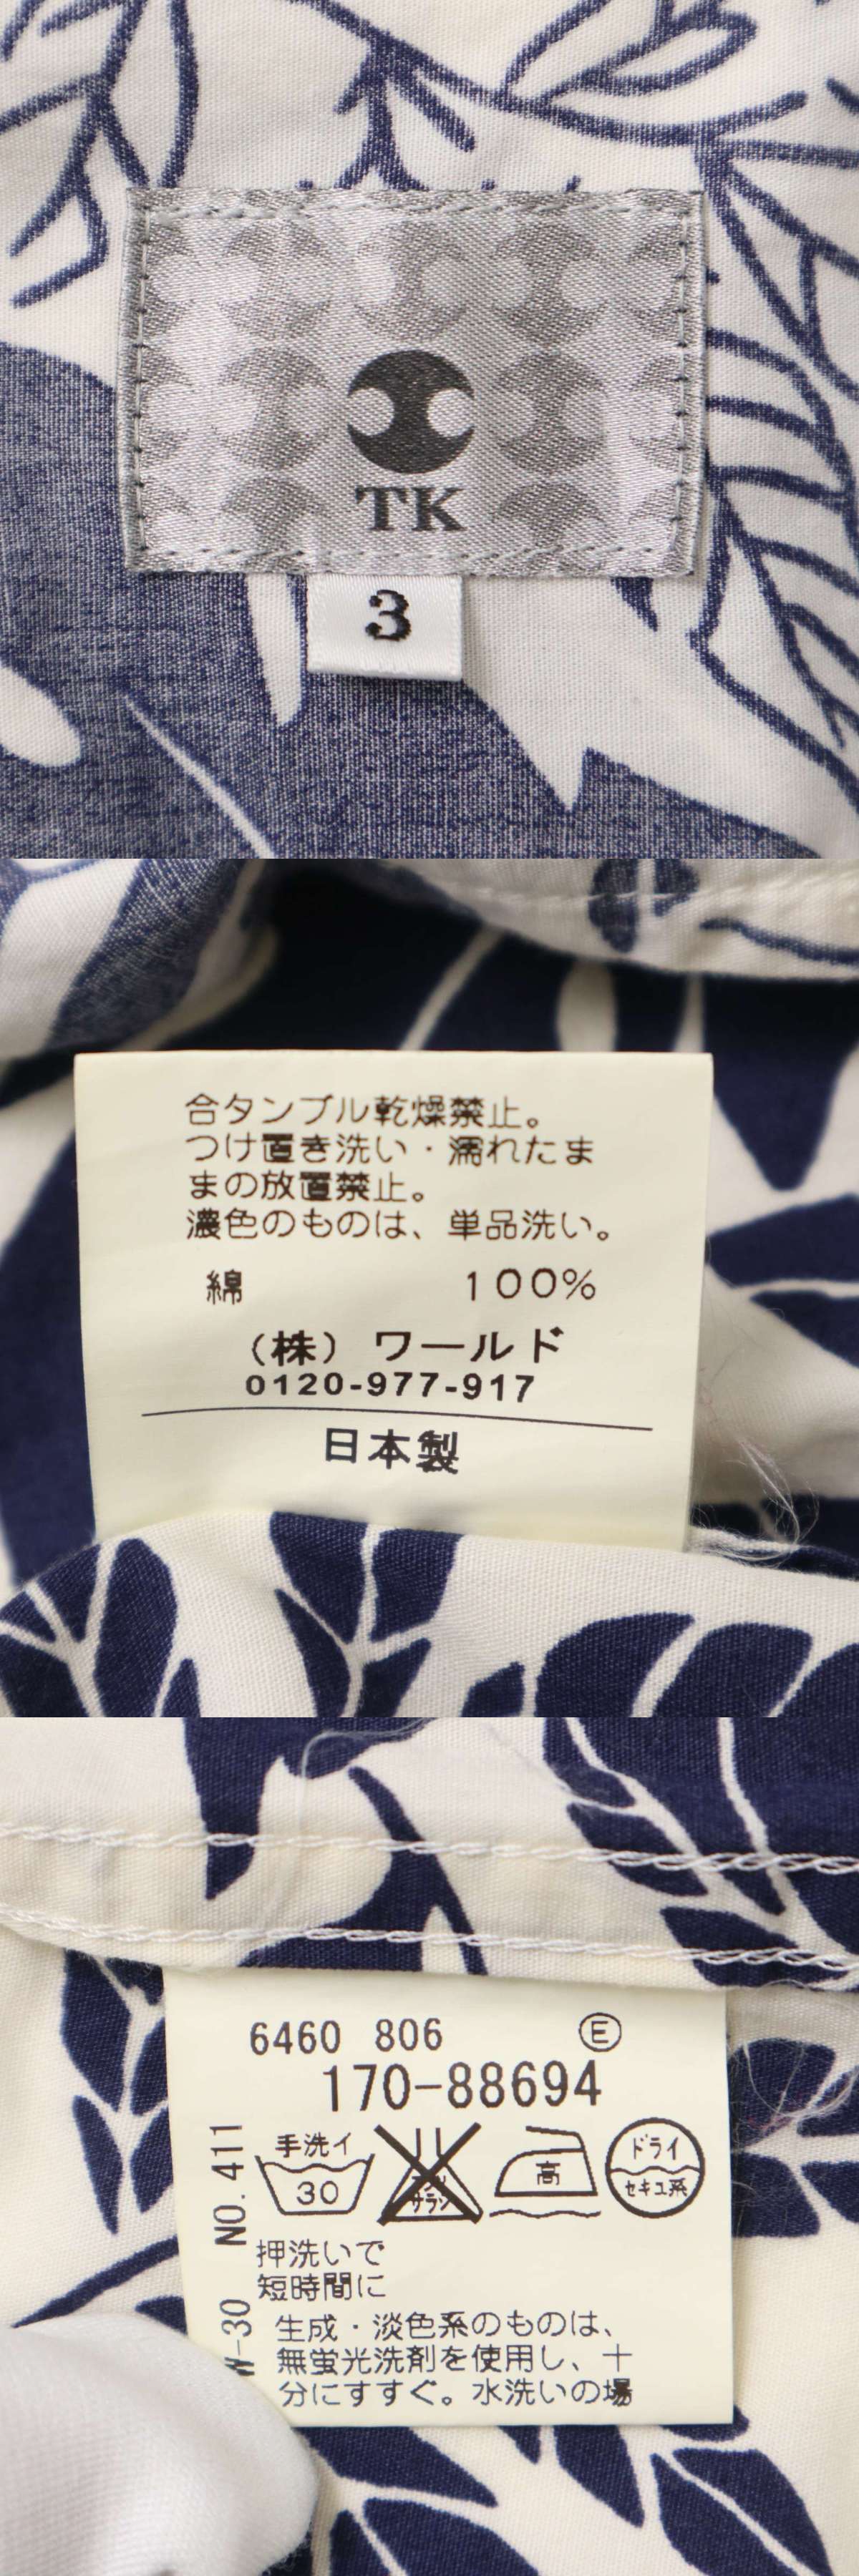 TK
3
合タンブル乾燥禁止。
つけ置き洗い・濡れたま
まの放置禁止。
濃色のものは、単品洗い。
綿 100%
(株) ワールド
0120-977-917
日本製
6460 806 Ⓔ
170-88694
手洗イ
30
サラシ
高
ドライ
セキユ系
NO.411
押洗いで
短時間に
W-30
生成・淡色系のものは、
無蛍光洗剤を使用し、十
分にすすぐ。水洗いの場